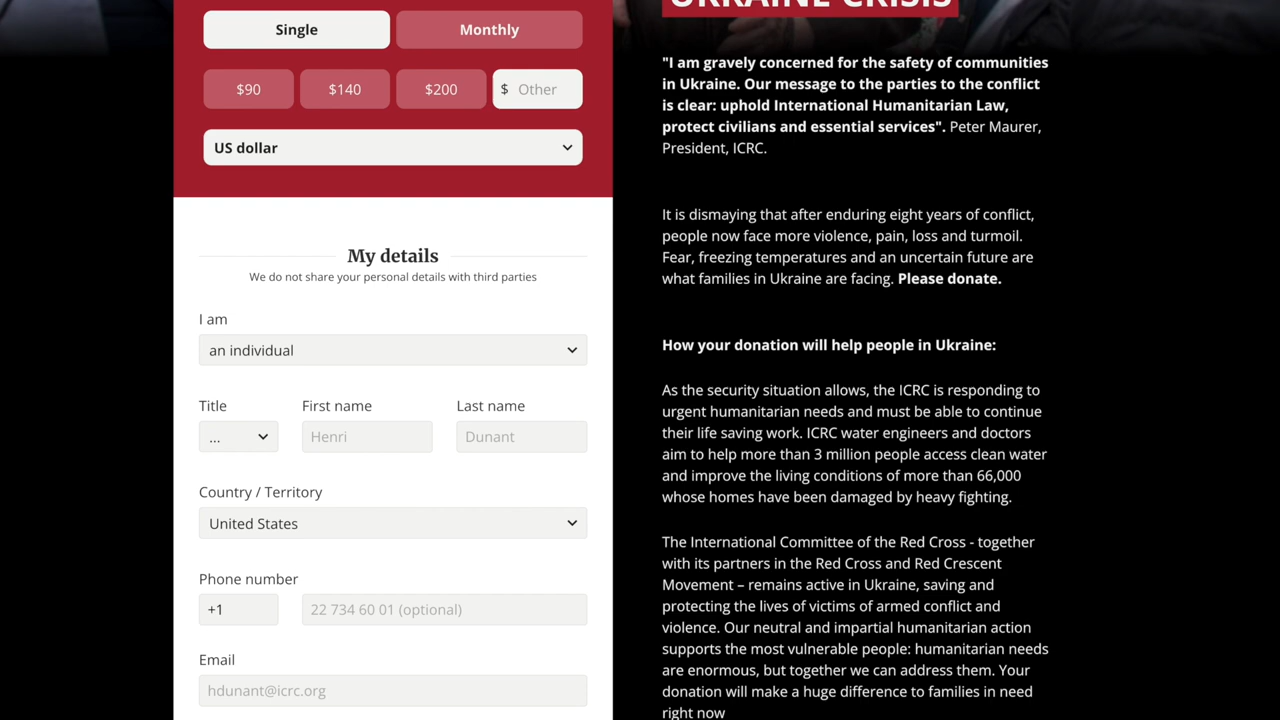 Single
Monthly
$90
$140
$200
$ Other
US dollar
My details
We do not share your personal details with third parties
I am
an individual
Title
First name
Last name
...
Henri
Dunant
Country / Territory
United States
Phone number
+1
22 734 60 01 (optional)
Email
hdunant@icrc.org
UKRAINE CRISIS
"I am gravely concerned for the safety of communities
in Ukraine. Our message to the parties to the conflict
is clear: uphold International Humanitarian Law,
protect civilians and essential services". Peter Maurer,
President, ICRC.
It is dismaying that after enduring eight years of conflict,
people now face more violence, pain, loss and turmoil.
Fear, freezing temperatures and an uncertain future are
what families in Ukraine are facing. Please donate.
How your donation will help people in Ukraine:
As the security situation allows, the ICRC is responding to
urgent humanitarian needs and must be able to continue
their life saving work. ICRC water engineers and doctors
aim to help more than 3 million people access clean water
and improve the living conditions of more than 66,000
whose homes have been damaged by heavy fighting.
The International Committee of the Red Cross - together
with its partners in the Red Cross and Red Crescent
Movement – remains active in Ukraine, saving and
protecting the lives of victims of armed conflict and
violence. Our neutral and impartial humanitarian action
supports the most vulnerable people: humanitarian needs
are enormous, but together we can address them. Your
donation will make a huge difference to families in need
right now